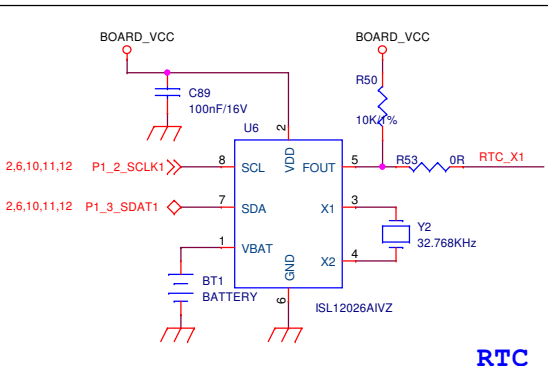 BOARD_VCC
BOARD_VCC
R50
C89
100nF/16V
10K/1%
U6
2
VDD
2,6,10,11,12 P1_2_SCLK1 8 SCL FOUT 5 R53 0R RTC_X1
2,6,10,11,12 P1_3_SDAT1 7 SDA X1 3
Y2
32.768KHz
1 VBAT
X2 4
GND
BT1
BATTERY
6
ISL12026AIVZ
RTC